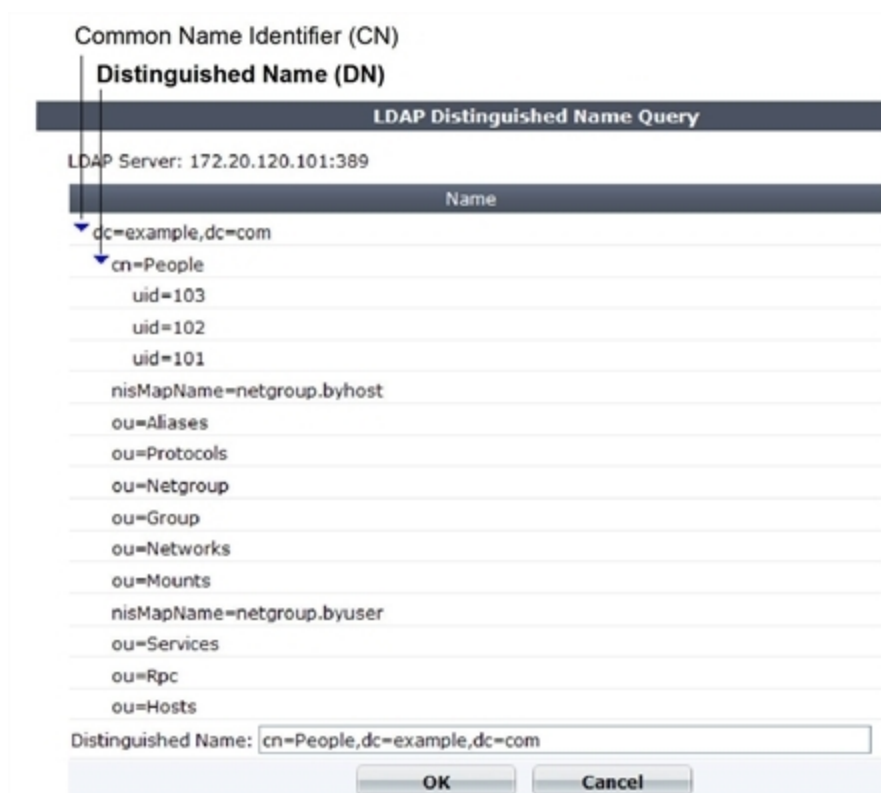 Common Name Identifier (CN)
Distinguished Name (DN)
LDAP Distinguished Name Query
LDAP Server: 172.20.120.101:389
Name
dc=example,dc=com
cn=People
uid=103
uid=102
uid=101
nisMapName=netgroup.byhost
ou=Aliases
ou=Protocols
ou=Netgroup
ou=Group
ou=Networks
ou=Mounts
nisMapName=netgroup.byuser
ou=Services
ou=Rpc
ou=Hosts
Distinguished Name: cn=People,dc=example,dc=com
OK Cancel